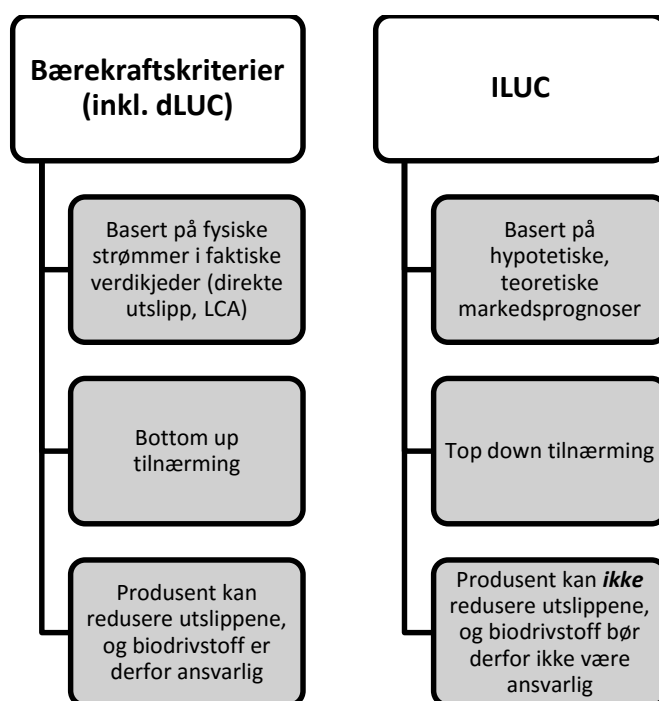 Bærekraftskriterier
(inkl. dLUC)
Basert på fysiske
strømmer i faktiske
verdikjeder (direkte
utslipp, LCA)
Bottom up
tilnærming
Produsent kan
redusere utslippene,
og biodrivstoff er
derfor ansvarlig
ILUC
Basert på
hypotetiske,
teoretiske
markedsprognoser
Top down tilnærming
Produsent kan ikke
redusere utslippene,
og biodrivstoff bør
derfor ikke være
ansvarlig